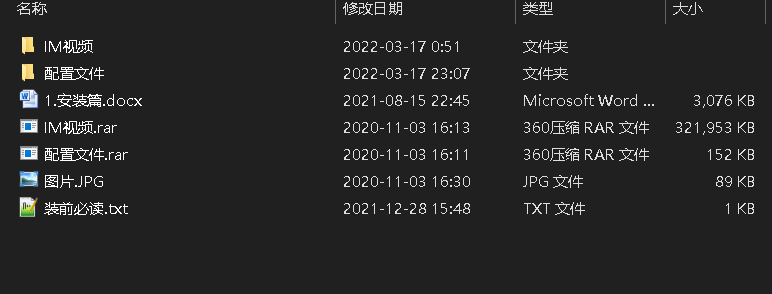 名称 修改日期 类型 大小
IM视频 2022-03-17 0:51 文件夹
配置文件 2022-03-17 23:07 文件夹
1.安装篇.docx 2021-08-15 22:45 Microsoft Word ... 3,076 KB
IM视频.rar 2020-11-03 16:13 360压缩 RAR 文件 321,953 KB
配置文件.rar 2020-11-03 16:11 360压缩 RAR 文件 152 KB
图片.JPG 2020-11-03 16:30 JPG 文件 89 KB
装前必读.txt 2021-12-28 15:48 TXT 文件 1 KB